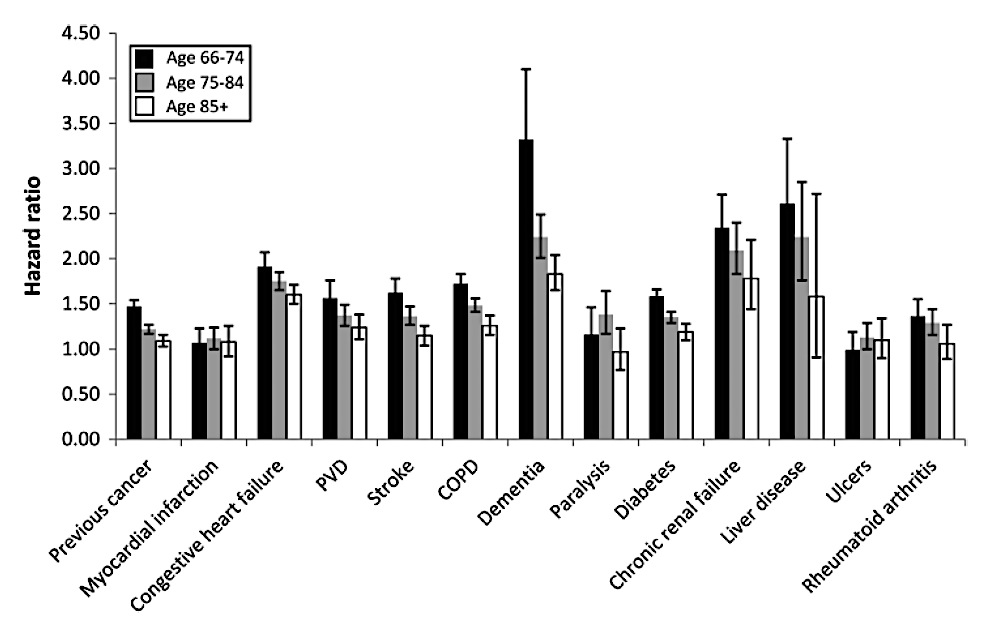 4.50
4.00
3.50
3.00
2.50
2.00
1.50
1.00
0.50
0.00
Hazard ratio
Age 66-74
Age 75-84
Age 85+
Previous cancer
Myocardial infarction
Congestive heart failure
PVD
Stroke
COPD
Dementia
Paralysis
Diabetes
Chronic renal failure
Liver disease
Ulcers
Rheumatoid arthritis